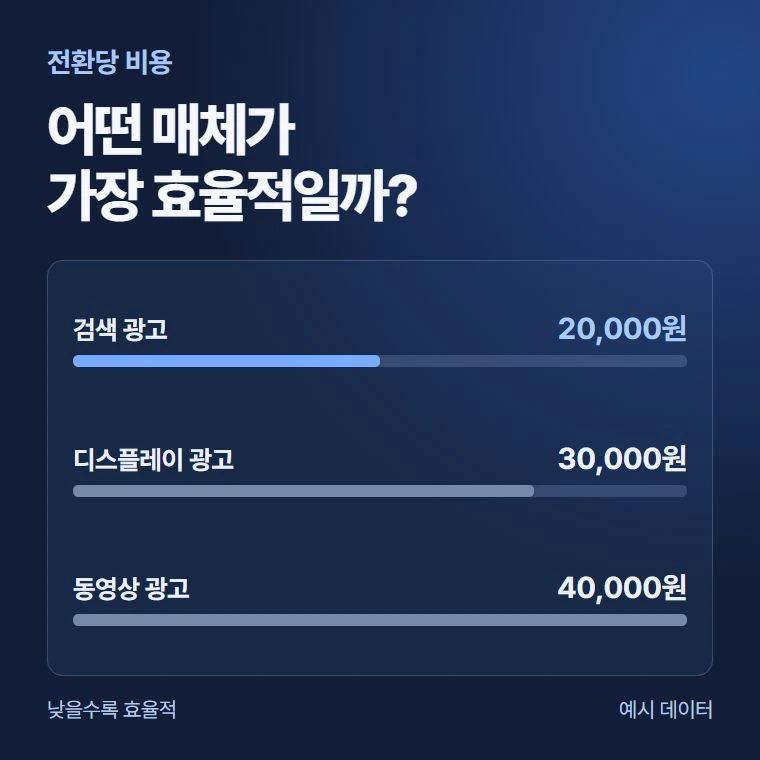 전환당 비용
어떤 매체가
가장 효율적일까?
검색 광고 20,000원
디스플레이 광고 30,000원
동영상 광고 40,000원
낮을수록 효율적 예시 데이터